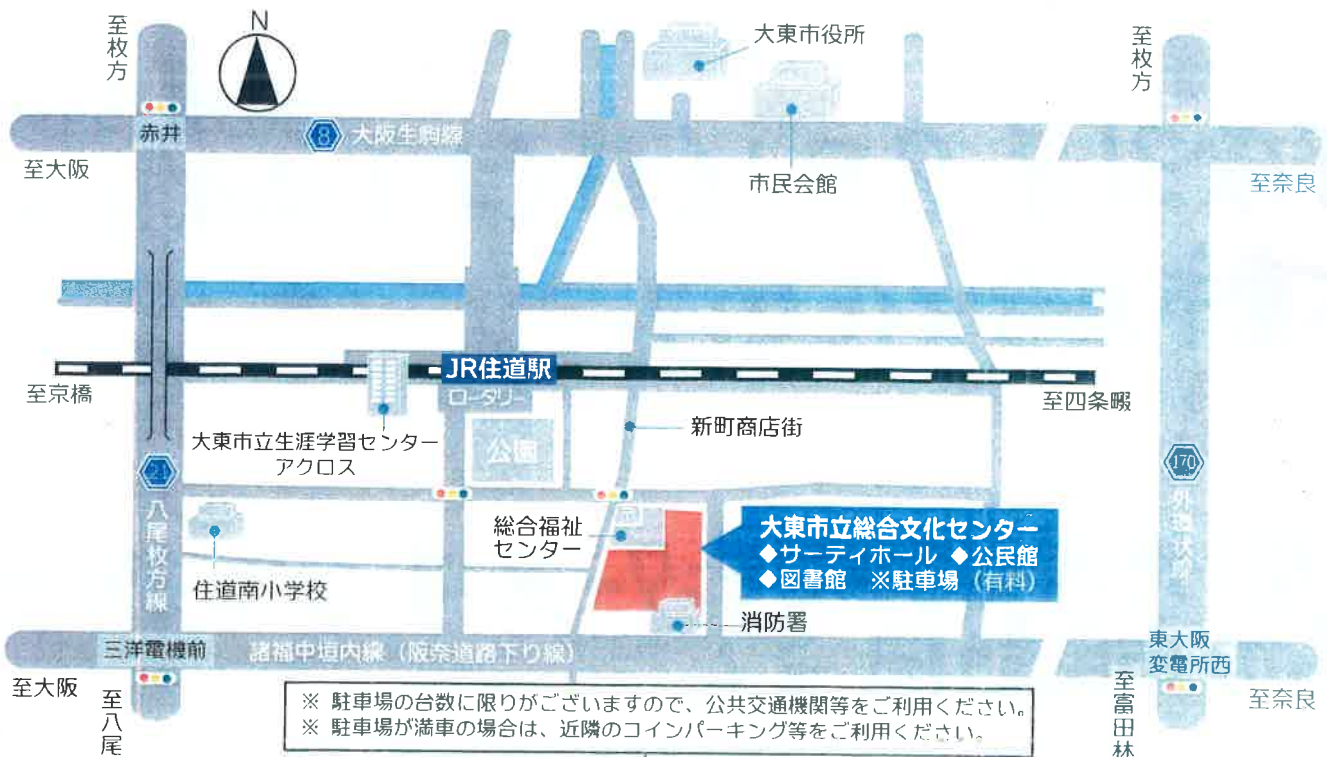 至枚方
N
大東市役所
至枚方
赤井
8 大阪生駒線
至大阪
市民会館
至奈良
JR住道駅
ロータリー
至京橋
至四条畷
大東市立生涯学習センター
アクロス
公園
新町商店街
21
170
八尾枚方線
外環状線
総合福祉
センター
大東市立総合文化センター
◆サーティホール ◆公民館
◆図書館 ※駐車場(有料)
住道南小学校
消防署
三洋電機前
諸福中垣内線(阪奈道路下り線)
東大阪
変電所西
至大阪
至八尾
至富田林
至奈良
※ 駐車場の台数に限りがございますので、公共交通機関等をご利用ください。
※ 駐車場が満車の場合は、近隣のコインパーキング等をご利用ください。